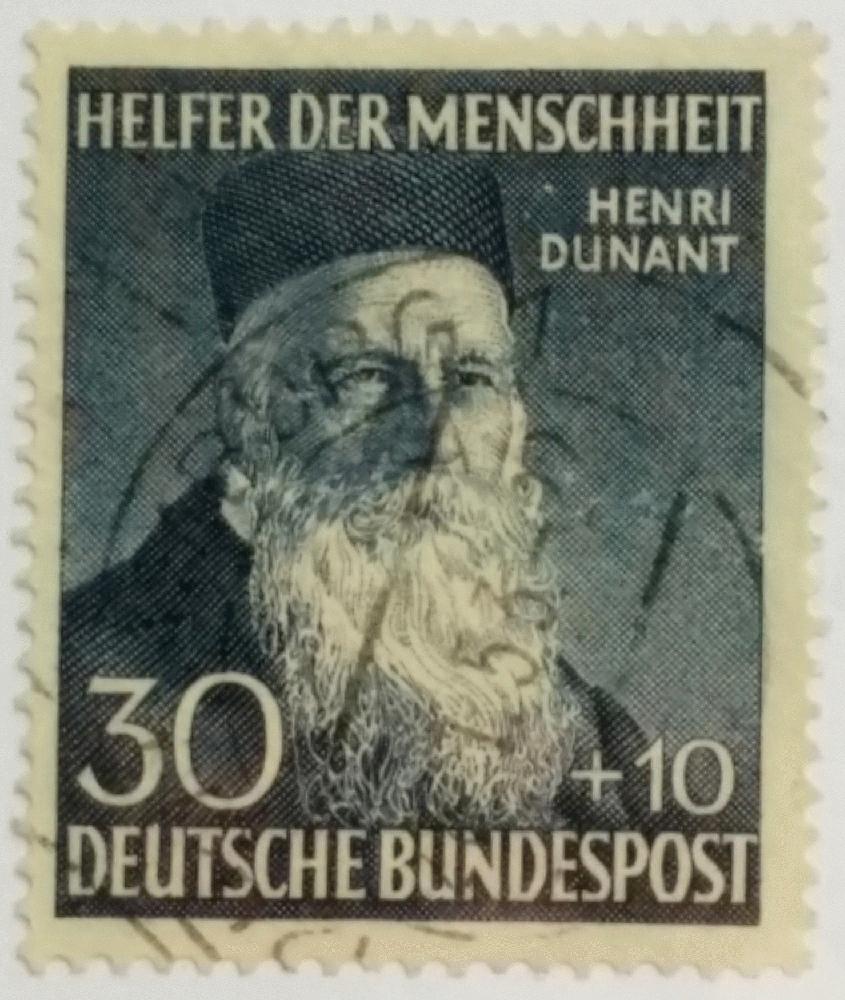 HELFER DER MENSCHHEIT
HENRI
DUNANT
30
+10
DEUTSCHE BUNDESPOST